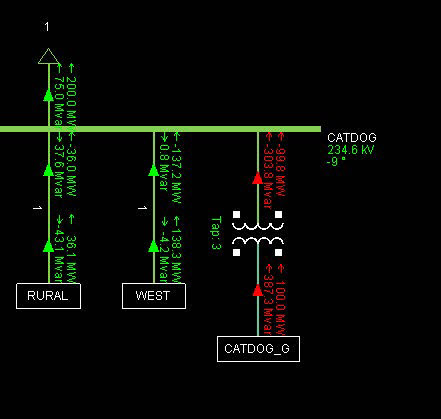 1
200.0 MW
75.0 Mvar
CATDOG
234.6 kV
-9 °
-36.0 MW
37.6 Mvar
-137.2 MW
0.8 Mvar
-99.8 MW
-303.8 Mvar
1
1
Tap: 3
36.1 MW
-43.1 Mvar
138.3 MW
-4.2 Mvar
100.0 MW
387.3 Mvar
RURAL
WEST
CATDOG_G